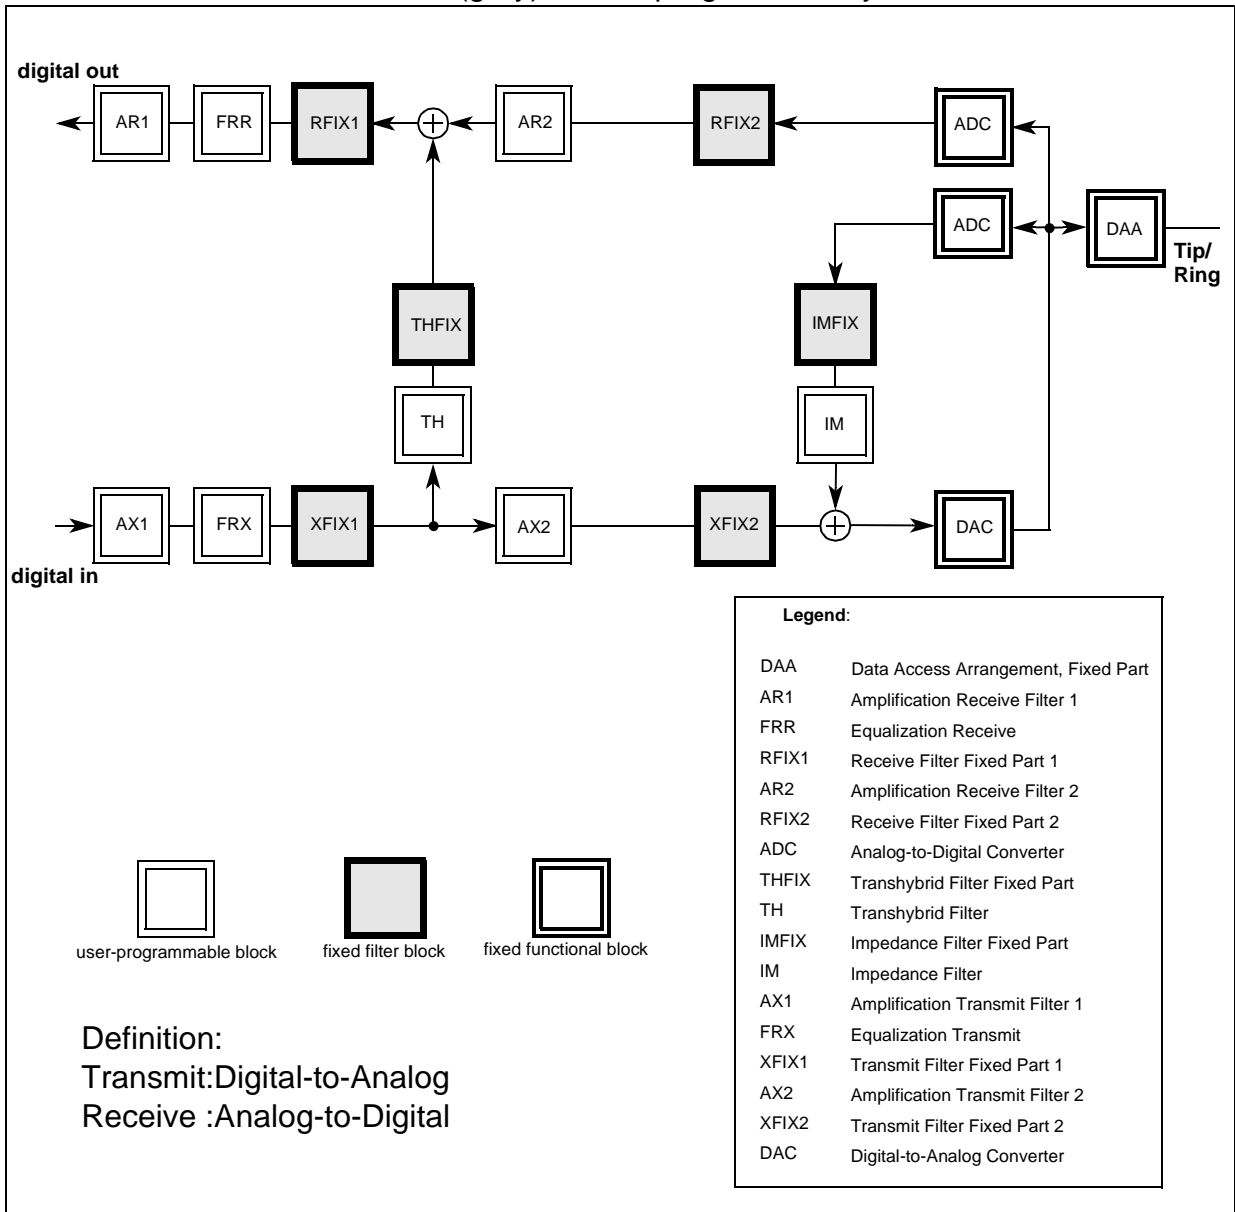 digital out
AR1 FRR RFIX1 AR2 RFIX2 ADC
ADC DAA
Tip/
Ring
THFIX IMFIX
TH IM
AX1 FRX XFIX1 AX2 XFIX2 DAC
digital in
Legend:
DAA Data Access Arrangement, Fixed Part
AR1 Amplification Receive Filter 1
FRR Equalization Receive
RFIX1 Receive Filter Fixed Part 1
AR2 Amplification Receive Filter 2
RFIX2 Receive Filter Fixed Part 2
ADC Analog-to-Digital Converter
THFIX Transhybrid Filter Fixed Part
TH Transhybrid Filter
IMFIX Impedance Filter Fixed Part
IM Impedance Filter
AX1 Amplification Transmit Filter 1
FRX Equalization Transmit
XFIX1 Transmit Filter Fixed Part 1
AX2 Amplification Transmit Filter 2
XFIX2 Transmit Filter Fixed Part 2
DAC Digital-to-Analog Converter
user-programmable block fixed filter block fixed functional block
Definition:
Transmit:Digital-to-Analog
Receive :Analog-to-Digital